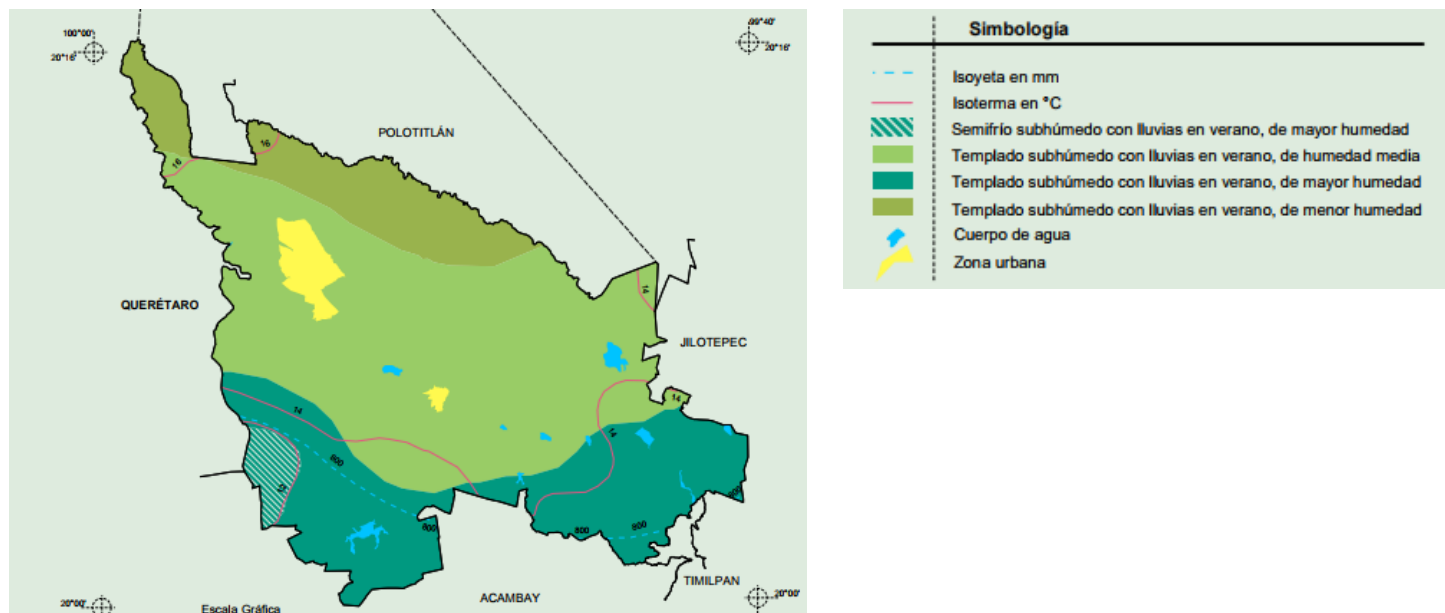 100°00'
20°16'
99°40'
20°16'
POLOTITLÁN
16
16
QUERÉTARO
14
JILOTEPEC
14
14
14
800
12
800
800
800
800
TIMILPAN
ACAMBAY
20°00'
Escala Gráfica
20°00'
Simbología
Isoyeta en mm
Isoterma en °C
Semifrío subhúmedo con lluvias en verano, de mayor humedad
Templado subhúmedo con lluvias en verano, de humedad media
Templado subhúmedo con lluvias en verano, de mayor humedad
Templado subhúmedo con lluvias en verano, de menor humedad
Cuerpo de agua
Zona urbana